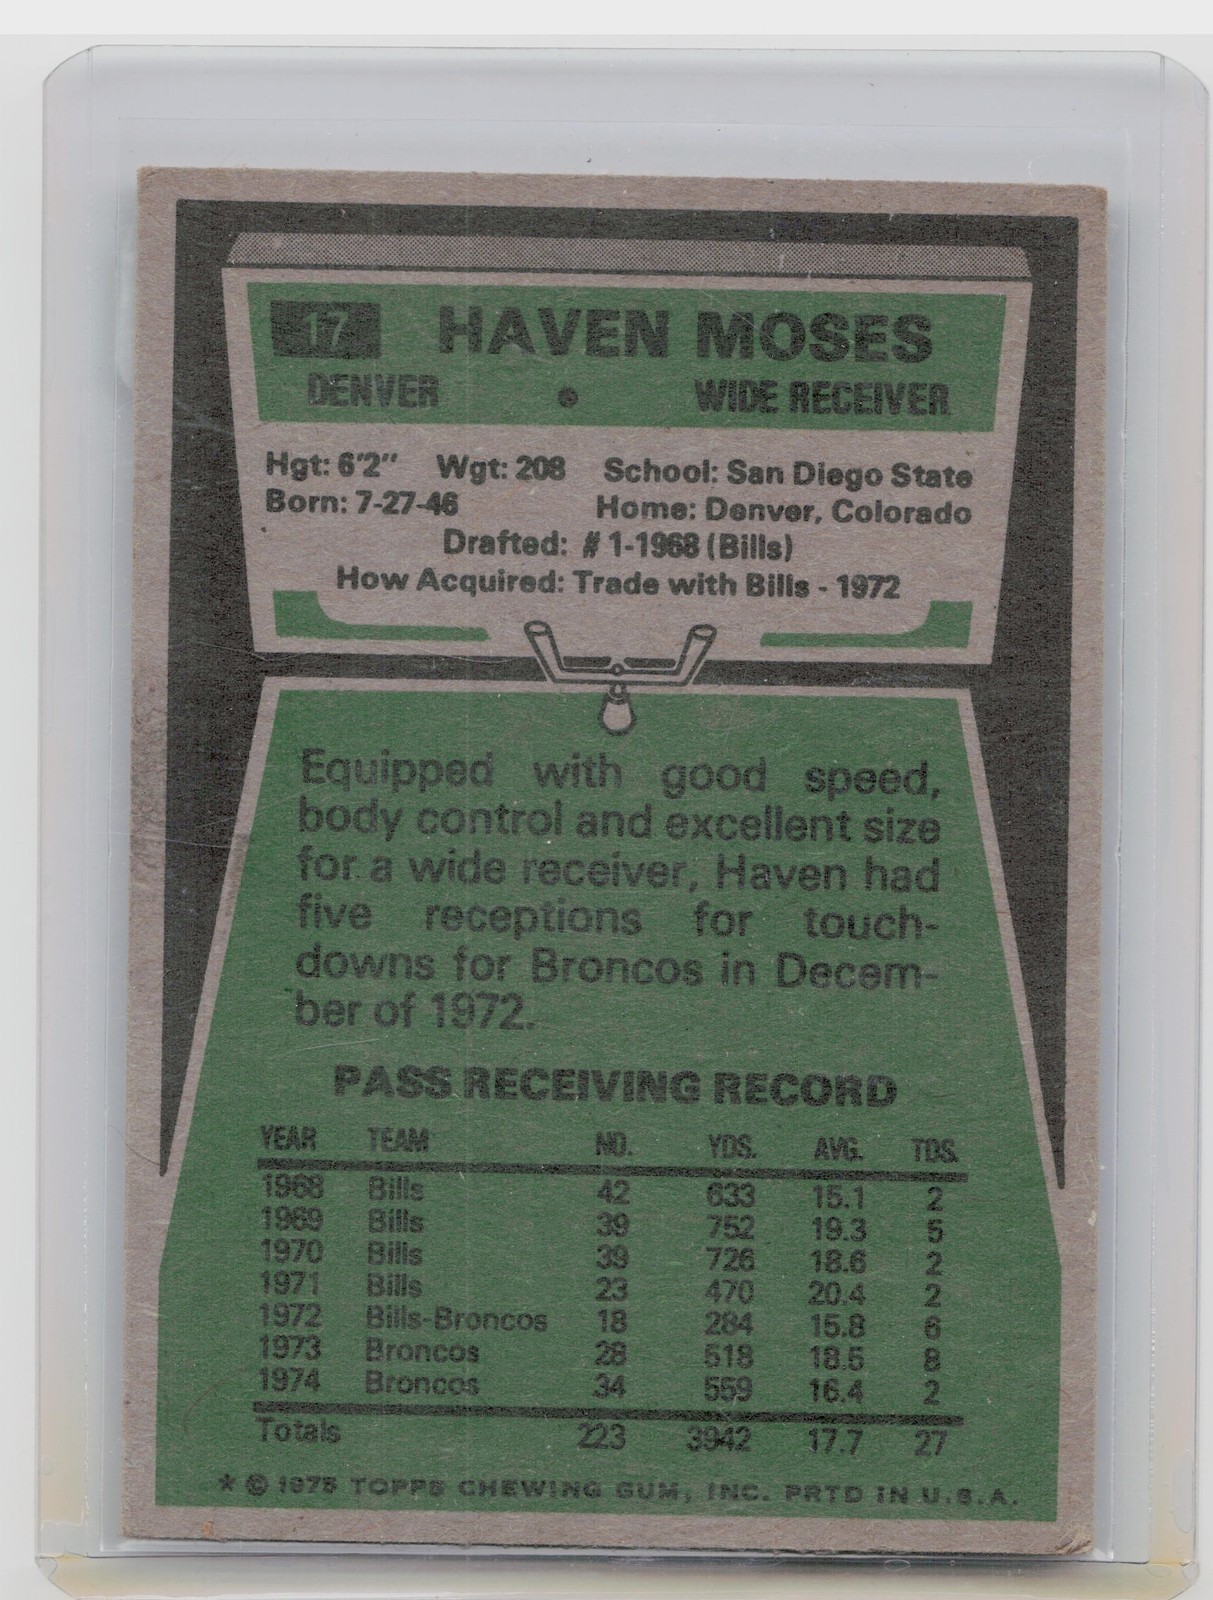 17 HAVEN MOSES
DENVER • WIDE RECEIVER
Hgt: 6'2" Wgt: 208 School: San Diego State
Born: 7-27-46 Home: Denver, Colorado
Drafted: #1-1968 (Bills)
How Acquired: Trade with Bills - 1972
Equipped with good speed,
body control and excellent size
for a wide receiver, Haven had
five receptions for touch-
downs for Broncos in Decem-
ber of 1972.
PASS RECEIVING RECORD
YEAR TEAM NO. YDS. AVG. TDS.
1968 Bills 42 633 15.1 2
1969 Bills 39 752 19.3 5
1970 Bills 39 726 18.6 2
1971 Bills 23 470 20.4 2
1972 Bills-Broncos 18 284 15.8 6
1973 Broncos 28 518 18.5 8
1974 Broncos 34 559 16.4 2
Totals 223 3942 17.7 27
* © 1975 TOPPS CHEWING GUM, INC. PRTD IN U.S.A.